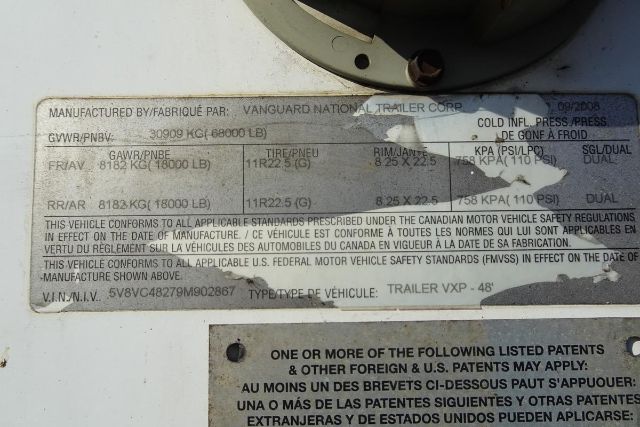 MANUFACTURED BY/FABRIQUÉ PAR: VANGUARD NATIONAL TRAILER CORP. 09/2008
GVWR/PNBV: 30909 KG( 68000 LB) COLD INFL. PRESS./PRESS. DE GONF À FROID
GAWR/PNBE TIRE/PNEU RIM/JANTE KPA (PSI/LPC) SGL/DUAL
FR/AV 8182 KG( 18000 LB) 11R22.5 (G) 8.25 X 22.5 758 KPA( 110 PSI) DUAL
RR/AR 8182 KG( 18000 LB) 11R22.5 (G) 8.25 X 22.5 758 KPA( 110 PSI) DUAL
THIS VEHICLE CONFORMS TO ALL APPLICABLE STANDARDS PRESCRIBED UNDER THE CANADIAN MOTOR VEHICLE SAFETY REGULATIONS
IN EFFECT ON THE DATE OF MANUFACTURE. / CE VÉHICULE EST CONFORME À TOUTES LES NORMES QUI LUI SONT APPLICABLES EN
VERTU DU RÈGLEMENT SUR LA SÉCURITÉ DES VÉHICULES AUTOMOBILES DU CANADA EN VIGUEUR À LA DATE DE SA FABRICATION.
THIS VEHICLE CONFORMS TO ALL APPLICABLE U.S. FEDERAL MOTOR VEHICLE SAFETY STANDARDS (FMVSS) IN EFFECT ON THE DATE OF
MANUFACTURE SHOWN ABOVE.
V.I.N./N.I.V. 5V8VC48279M902867 TYPE/TYPE DE VÉHICULE: TRAILER VXP - 48'
ONE OR MORE OF THE FOLLOWING LISTED PATENTS
& OTHER FOREIGN & U.S. PATENTS MAY APPLY:
AU MOINS UN DES BREVETS CI-DESSOUS PAUT S'APPUOUER:
UNA O MÁS DE LAS PATENTES SIGUIENTES Y OTRAS PATENTES
EXTRANJERAS Y DE ESTADOS UNIDOS PUEDEN APLICARSE: